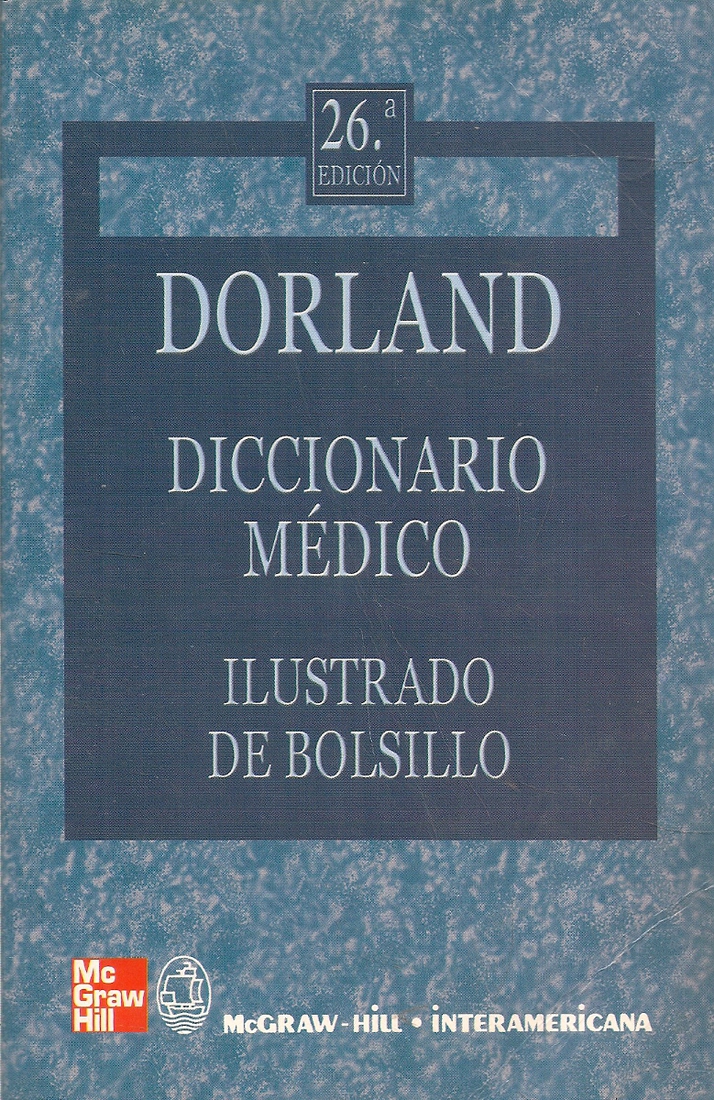 26.ª
EDICIÓN
DORLAND
DICCIONARIO
MÉDICO
ILUSTRADO
DE BOLSILLO
Mc
Graw
Hill
McGRAW-HiLL • iNTERAMERiCANA